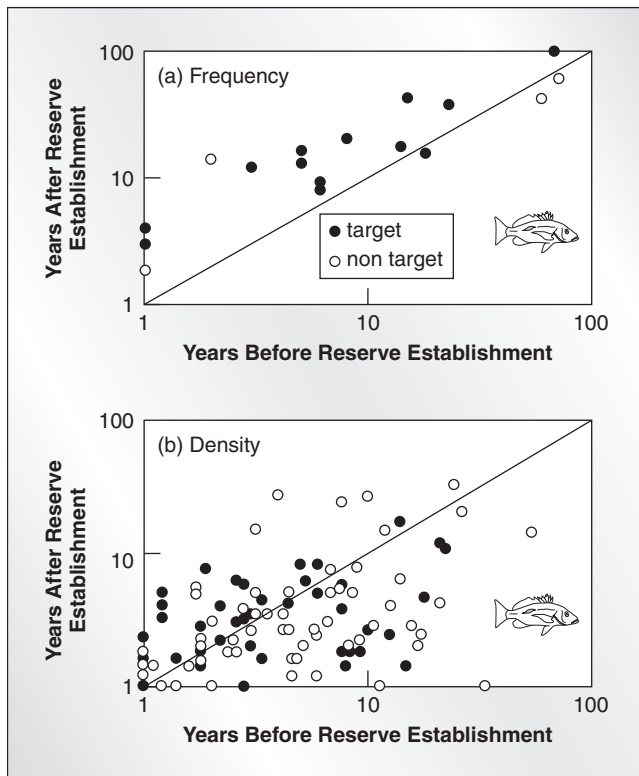 100
(a) Frequency
Years After Reserve
Establishment
10
target
non target
1
1
10
100
Years Before Reserve Establishment
100
(b) Density
Years After Reserve
Establishment
10
1
1
10
100
Years Before Reserve Establishment